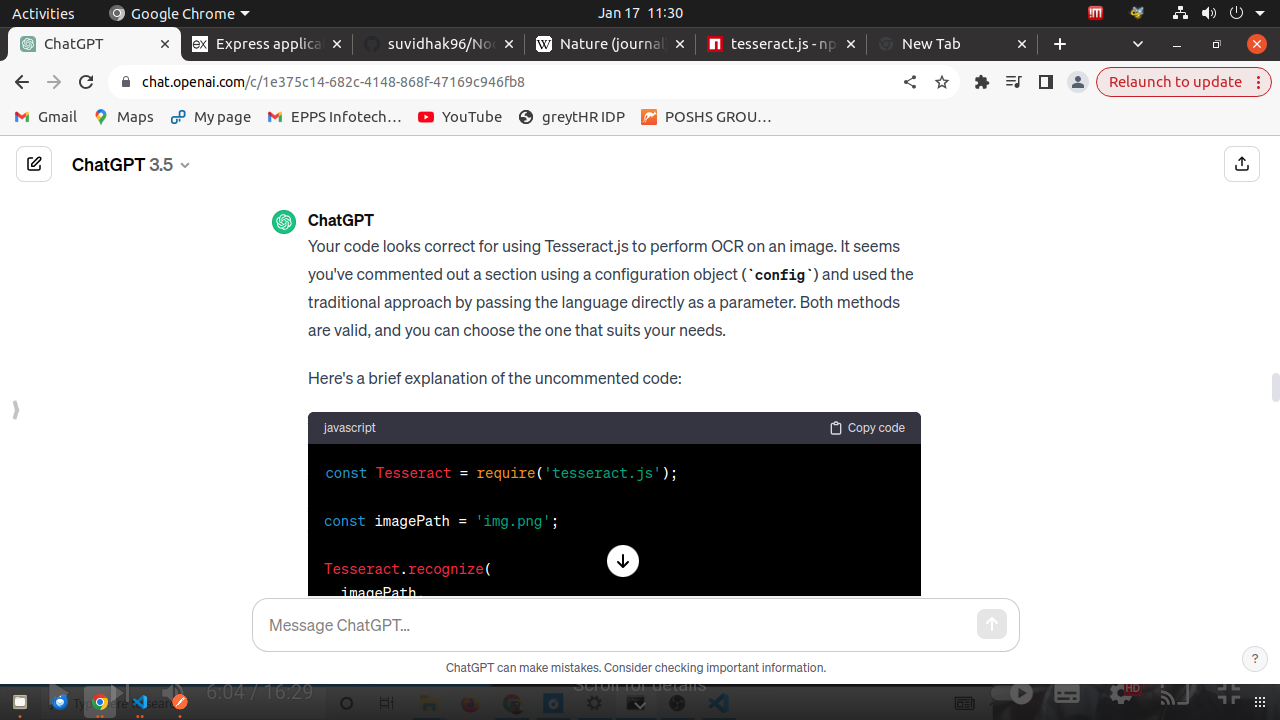 Activities Google Chrome Jan 17 11:30
ChatGPT Express applica suvidhak96/No Nature (journal tesseract.js - np New Tab
chat.openai.com/c/1e375c14-682c-4148-868f-47169c946fb8 Relaunch to update
Gmail Maps My page EPPS Infotech... YouTube greytHR IDP POSHS GROU...
ChatGPT 3.5
ChatGPT
Your code looks correct for using Tesseract.js to perform OCR on an image. It seems
you've commented out a section using a configuration object (`config`) and used the
traditional approach by passing the language directly as a parameter. Both methods
are valid, and you can choose the one that suits your needs.
Here's a brief explanation of the uncommented code:
javascript Copy code
const Tesseract = require('tesseract.js');
const imagePath = 'img.png';
Tesseract.recognize(
imagePath,
Message ChatGPT...
ChatGPT can make mistakes. Consider checking important information.
?
6:04 / 16:29 Scroll for details HD
Type here to search